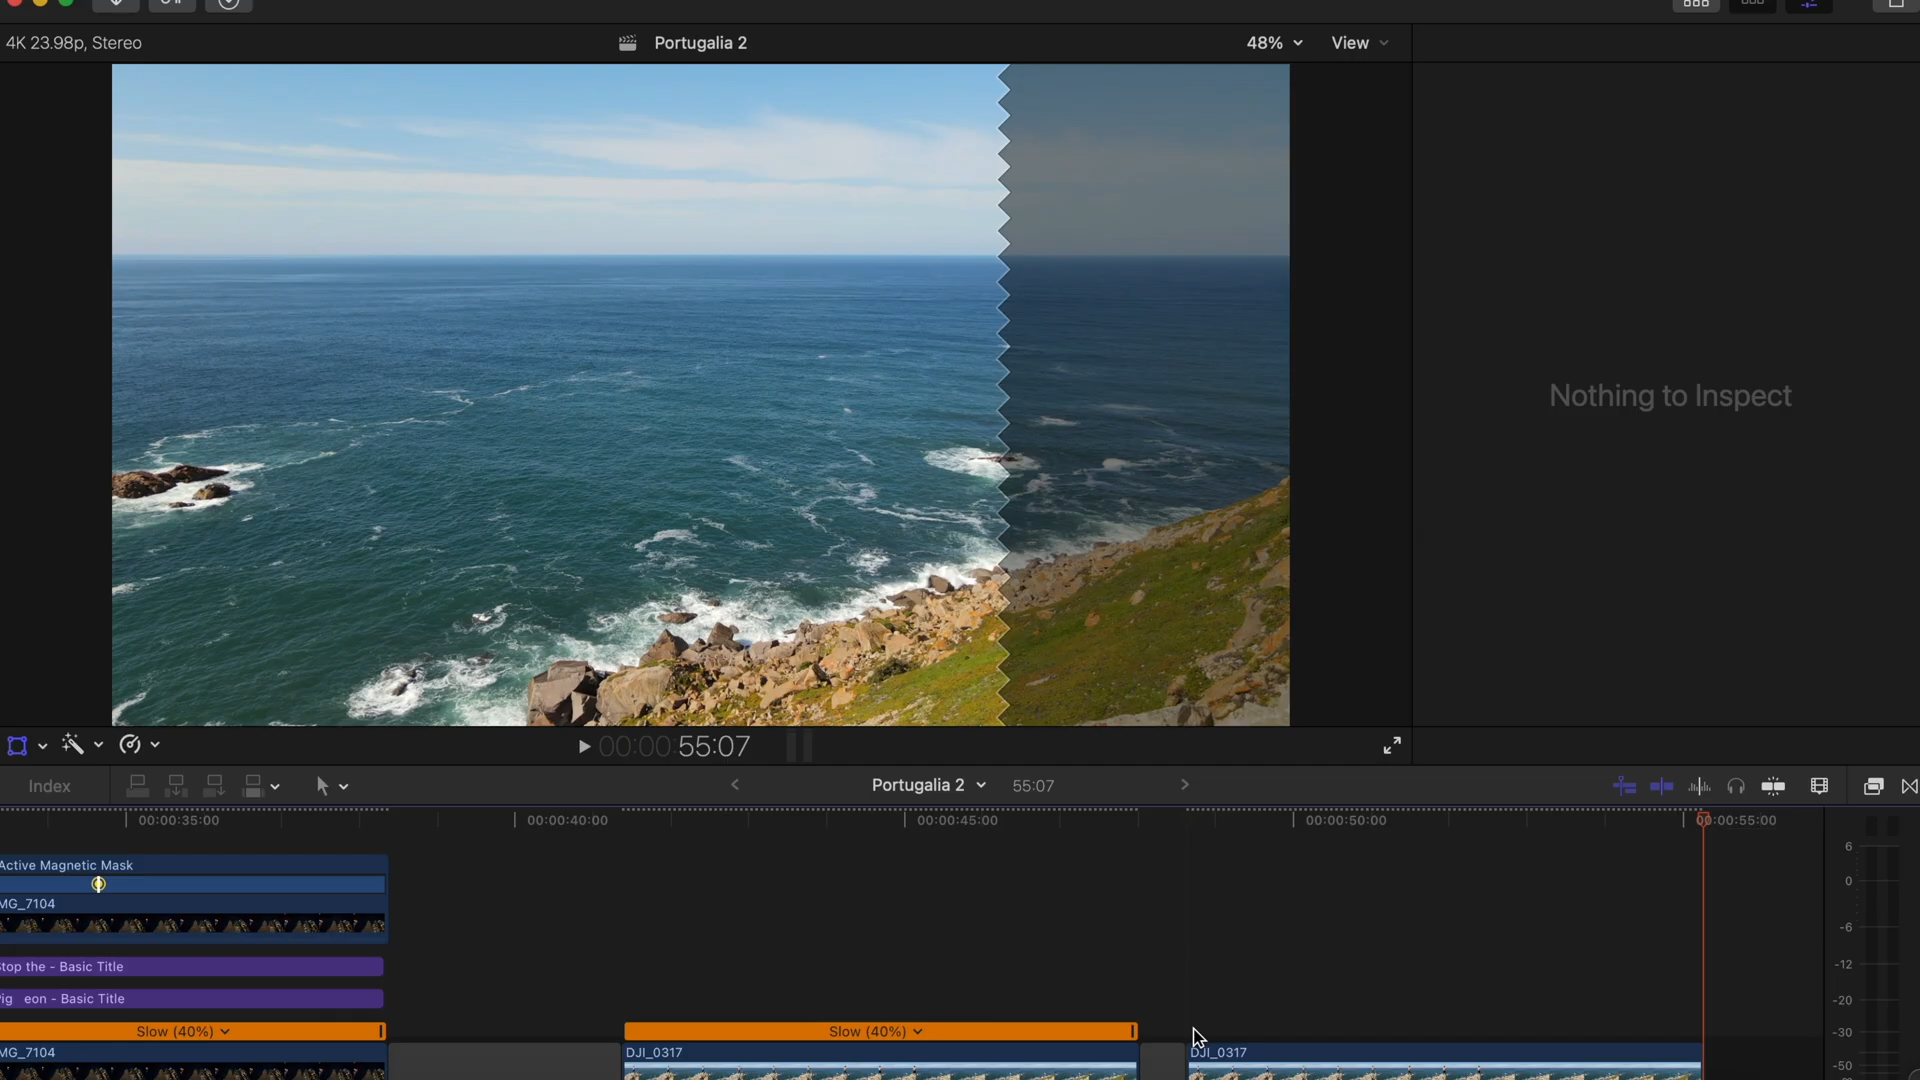 4K 23.98p, Stereo
Portugalia 2
48%
View
Nothing to Inspect
00:00:55:07
Index
Portugalia 2
55:07
00:00:35:00
00:00:40:00
00:00:45:00
00:00:50:00
00:00:55:00
Active Magnetic Mask
MG_7104
Stop the - Basic Title
ig eon - Basic Title
Slow (40%)
Slow (40%)
MG_7104
DJI_0317
DJI_0317
6
0
-6
-12
-20
-30
-50